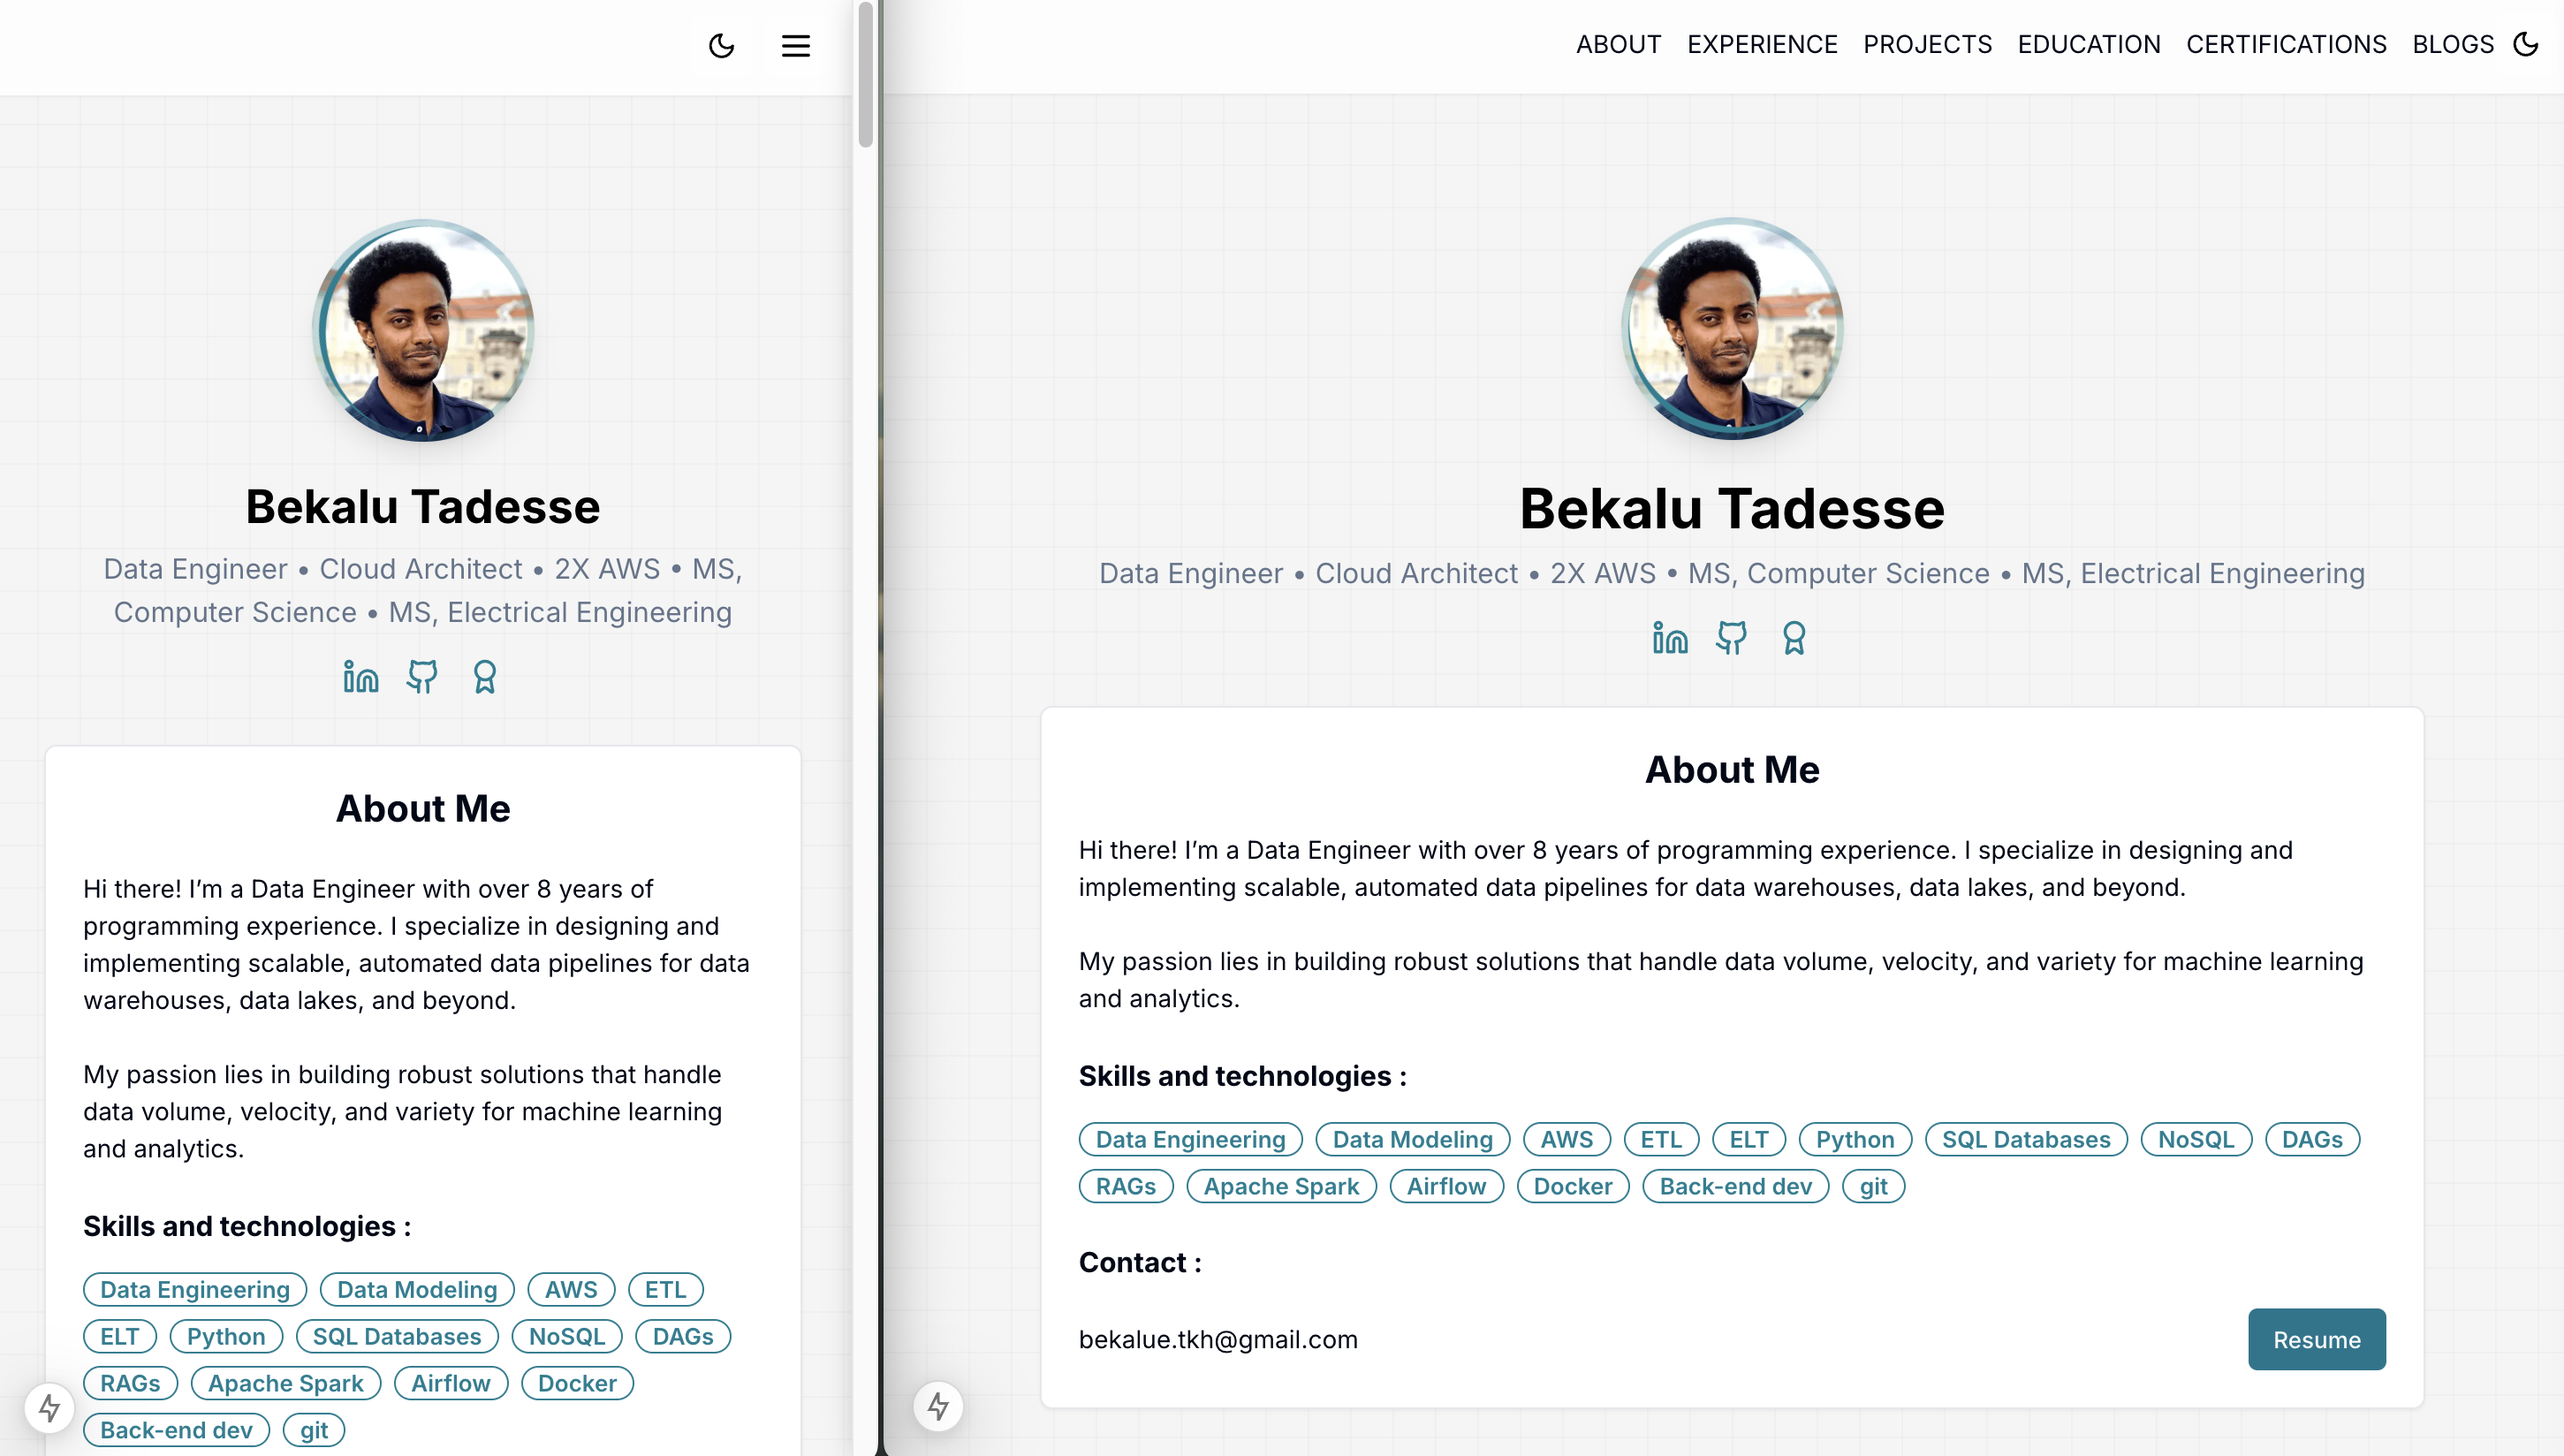 Bekalu Tadesse
Data Engineer • Cloud Architect • 2X AWS • MS,
Computer Science • MS, Electrical Engineering
in
About Me
Hi there! I’m a Data Engineer with over 8 years of
programming experience. I specialize in designing and
implementing scalable, automated data pipelines for data
warehouses, data lakes, and beyond.
My passion lies in building robust solutions that handle
data volume, velocity, and variety for machine learning
and analytics.
Skills and technologies :
Data Engineering Data Modeling AWS ETL
ELT Python SQL Databases NoSQL DAGs
RAGs Apache Spark Airflow Docker
Back-end dev git
ABOUT EXPERIENCE PROJECTS EDUCATION CERTIFICATIONS BLOGS
Bekalu Tadesse
Data Engineer • Cloud Architect • 2X AWS • MS, Computer Science • MS, Electrical Engineering
in
About Me
Hi there! I’m a Data Engineer with over 8 years of programming experience. I specialize in designing and
implementing scalable, automated data pipelines for data warehouses, data lakes, and beyond.
My passion lies in building robust solutions that handle data volume, velocity, and variety for machine learning
and analytics.
Skills and technologies :
Data Engineering Data Modeling AWS ETL ELT Python SQL Databases NoSQL DAGs
RAGs Apache Spark Airflow Docker Back-end dev git
Contact :
bekalue.tkh@gmail.com Resume